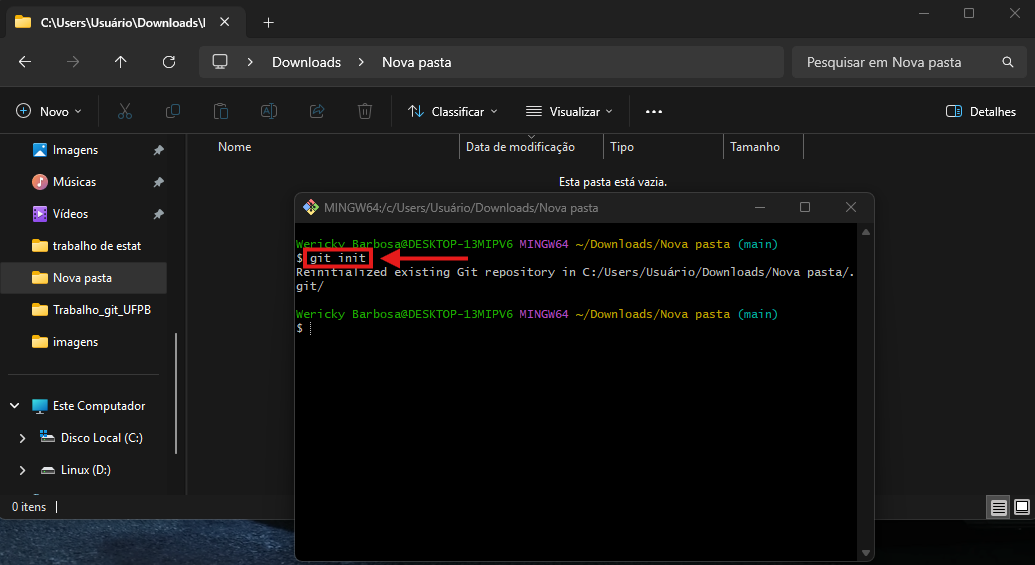 C:\Users\Usuário\Downloads\
Downloads > Nova pasta
Pesquisar em Nova pasta
Novo
Classificar
Visualizar
Detalhes
Imagens
Músicas
Vídeos
trabalho de estat
Nova pasta
Trabalho_git_UFPB
imagens
Este Computador
Disco Local (C:)
Linux (D:)
Nome
Data de modificação
Tipo
Tamanho
Esta pasta está vazia.
MINGW64:/c/Users/Usuário/Downloads/Nova pasta
Wericky Barbosa@DESKTOP-13MIPV6 MINGW64 ~/Downloads/Nova pasta (main)
$ git init
Reinitialized existing Git repository in C:/Users/Usuário/Downloads/Nova pasta/.
git/
Wericky Barbosa@DESKTOP-13MIPV6 MINGW64 ~/Downloads/Nova pasta (main)
$
0 itens